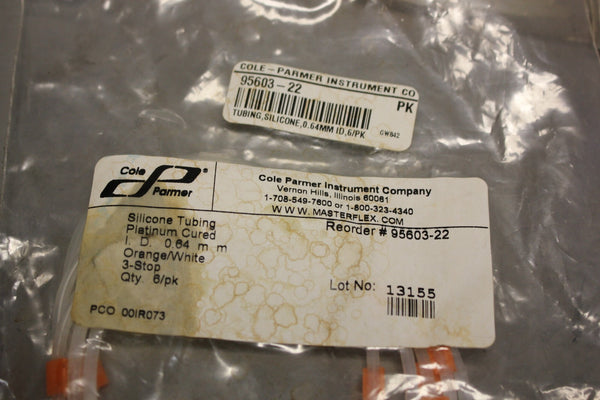 COLE-PARMER INSTRUMENT CO
95603-22
PK
TUBING,SILICONE,0.64MM ID,6/PK
GW842
Cole
Parmer
®
Cole Parmer Instrument Company
Vernon Hills, Illinois 60061
1-708-549-7600 or 1-800-323-4340
WWW.MASTERFLEX.COM
Reorder # 95603-22
Silicone Tubing
Platinum Cured
I. D. 0.64 m m
Orange/White
3-Stop
Qty. 6/pk
Lot No: 13155
PCO 00IR073